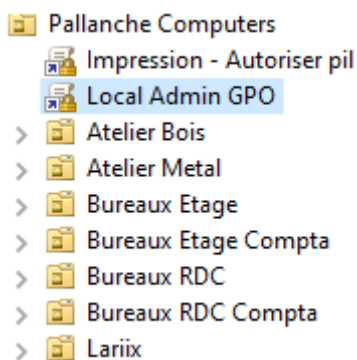 Pallanche Computers
Impression - Autoriser pil
Local Admin GPO
Atelier Bois
Atelier Metal
Bureaux Etage
Bureaux Etage Compta
Bureaux RDC
Bureaux RDC Compta
Lariix